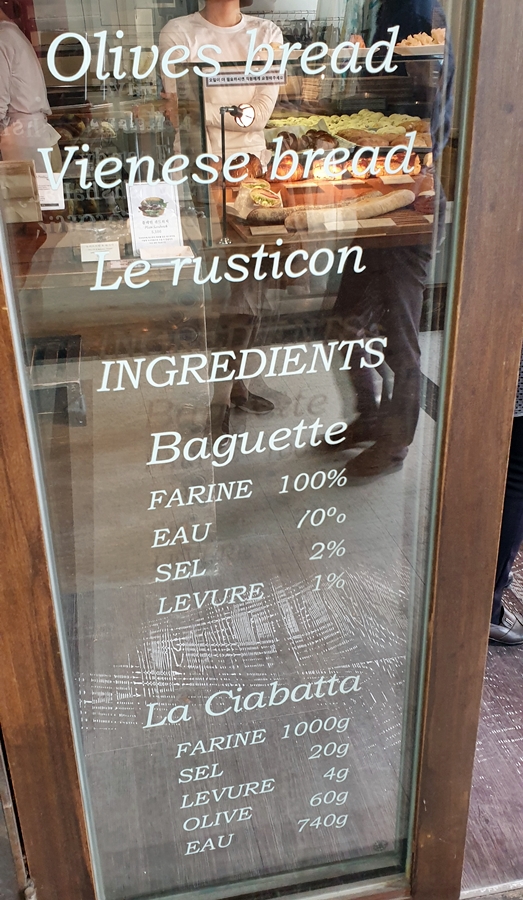 Olives bread
Vienese bread
Le rusticon
INGREDIENTS
Baguette
FARINE 100%
EAU 70%
SEL 2%
LEVURE 1%
La Ciabatta
FARINE 1000g
SEL 20g
LEVURE 4g
OLIVE 60g
EAU 740g